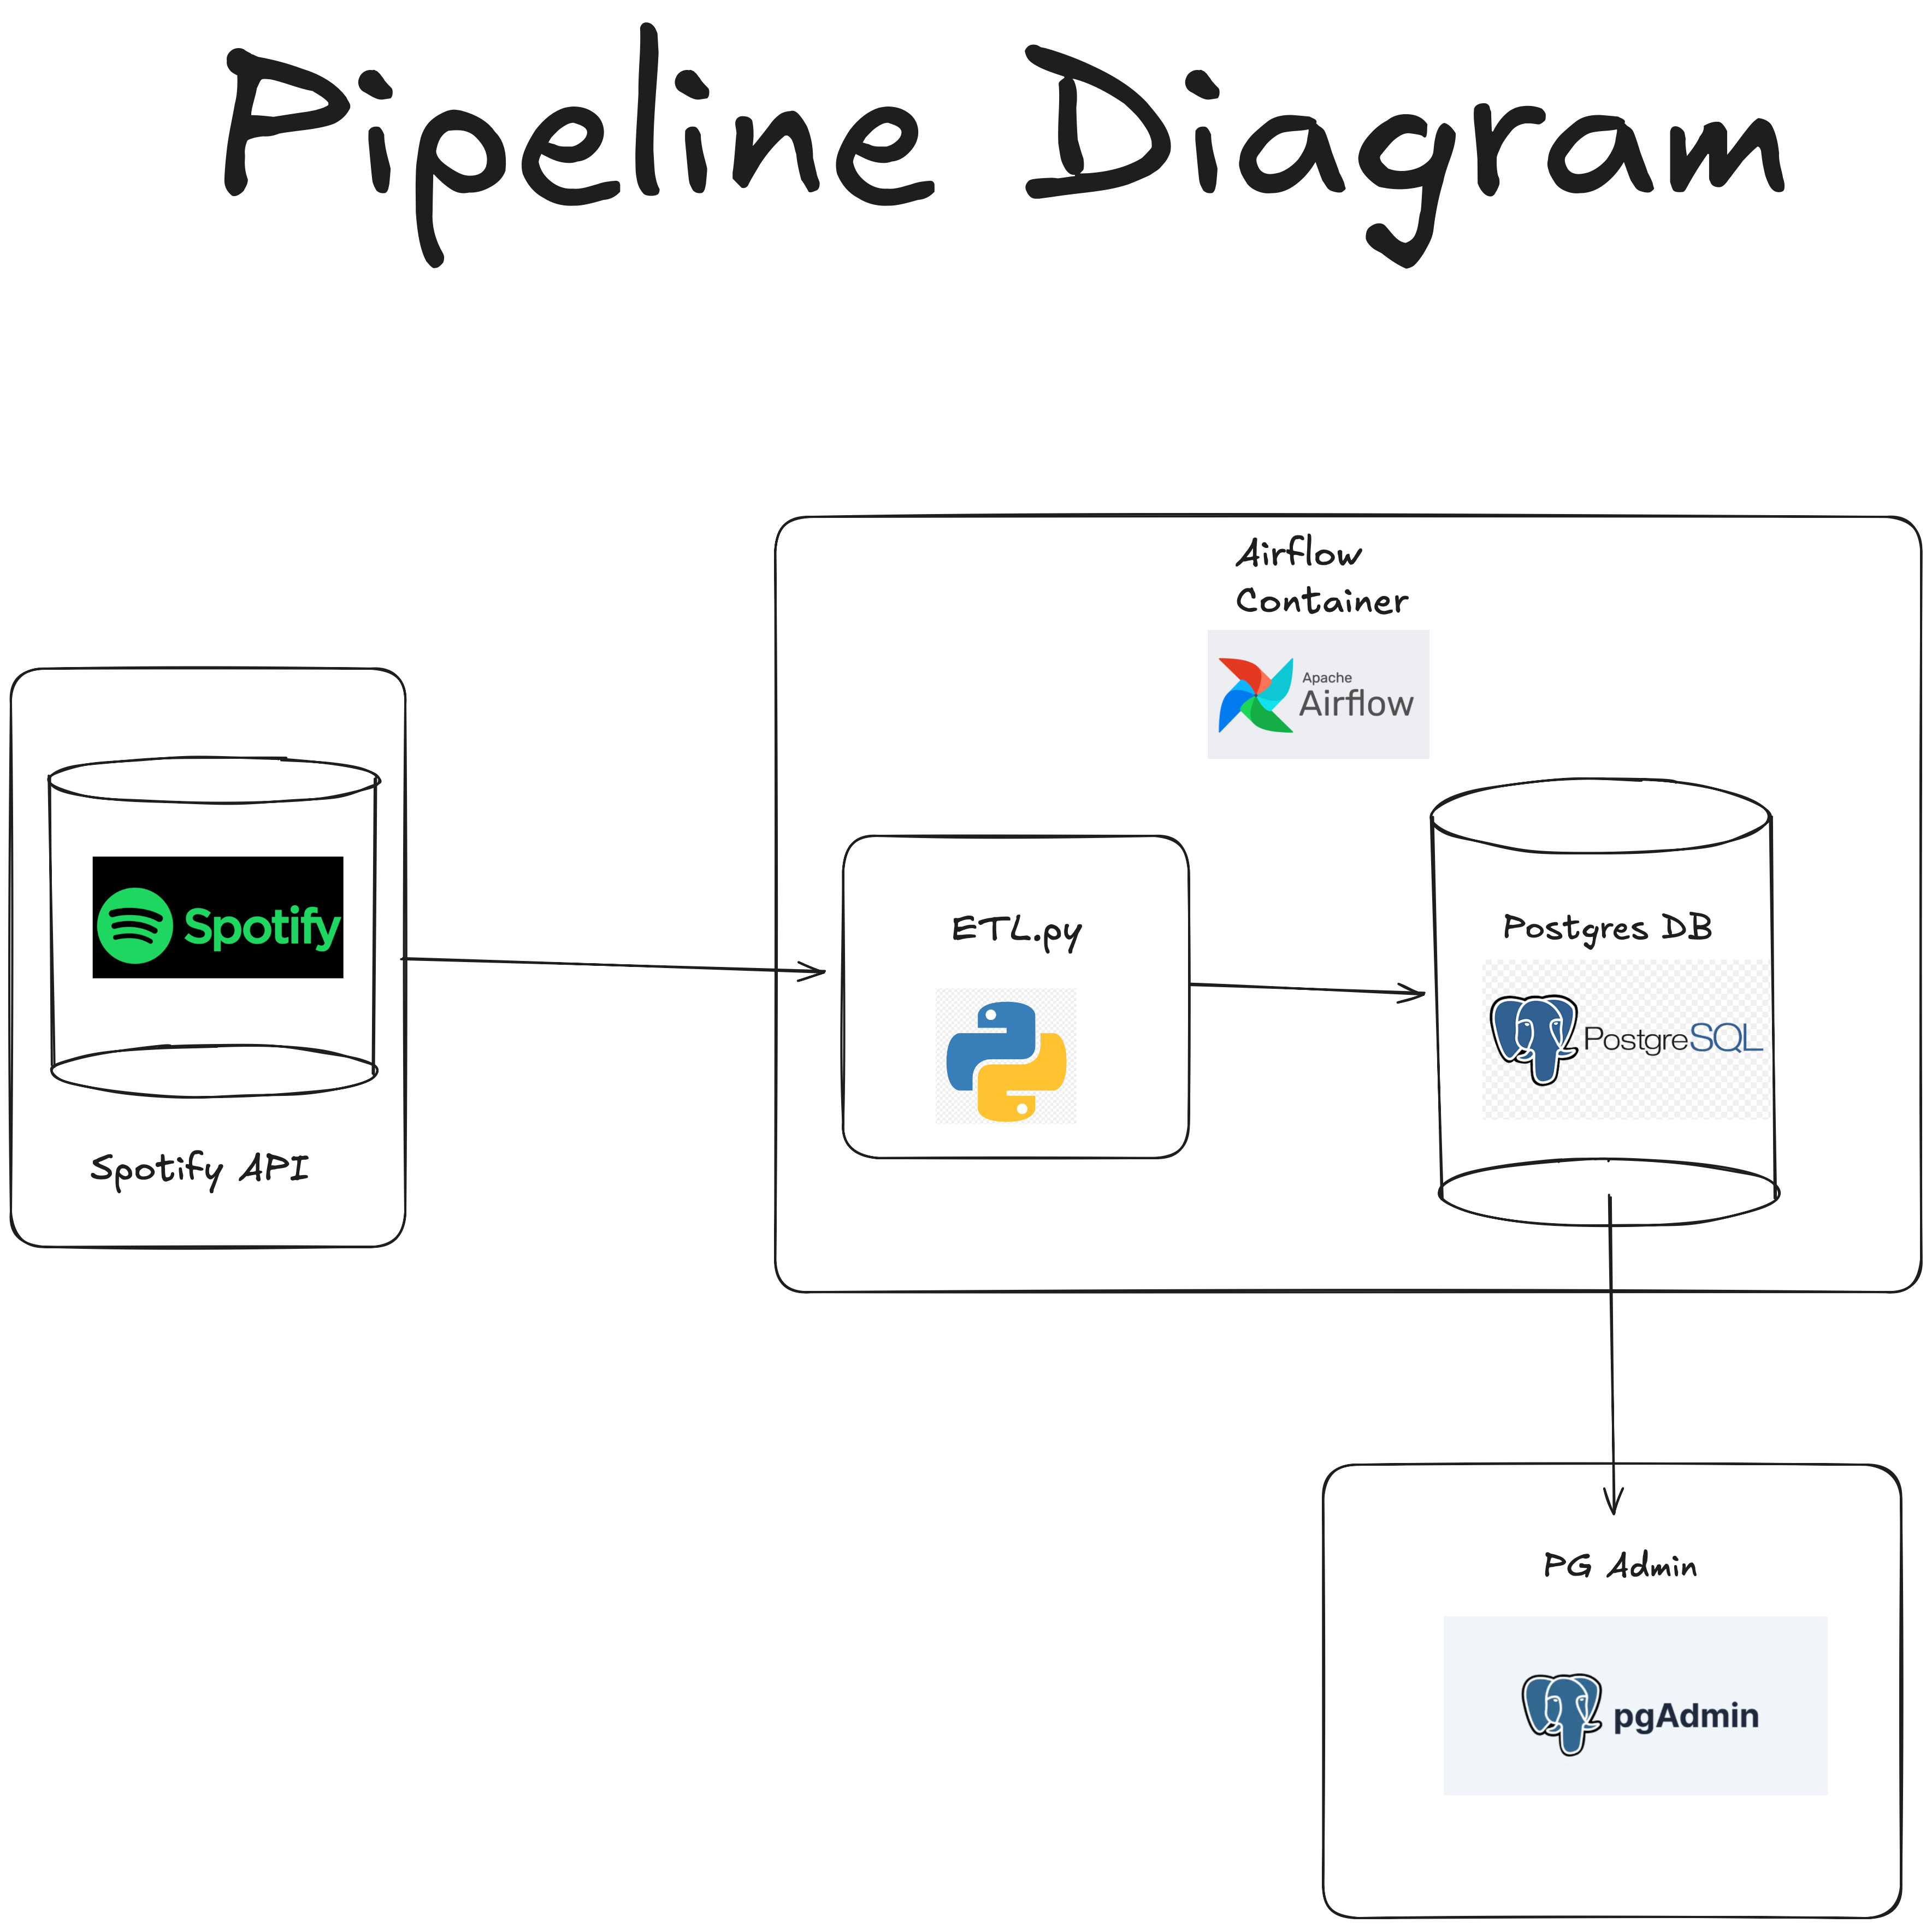 Pipeline Diagram
Airflow
Container
Apache
Airflow
Spotify
Spotify API
ETL.py
Postgres DB
PostgreSQL
PG Admin
pgAdmin